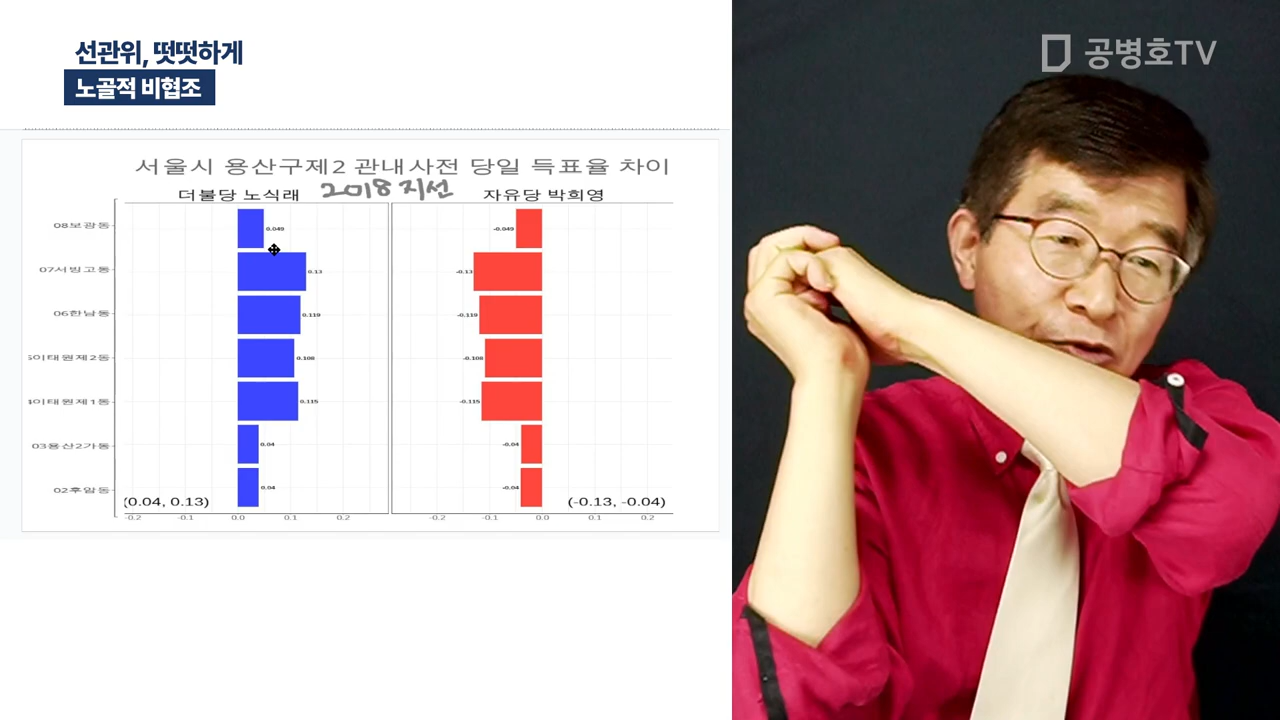 선관위, 떳떳하게
노골적 비협조
공병호TV
서울시 용산구제2 관내사전 당일 득표율 차이
2018 지선
더불당 노식래
자유당 박희영
08보광동
0.049
-0.049
07서빙고동
0.13
-0.13
06한남동
0.119
-0.119
이태원제2동
0.108
-0.108
이태원제1동
0.115
-0.115
03용산2가동
0.04
-0.04
02후암동
0.04
-0.04
(0.04, 0.13)
(-0.13, -0.04)
-0.2 -0.1 0.0 0.1 0.2
-0.2 -0.1 0.0 0.1 0.2